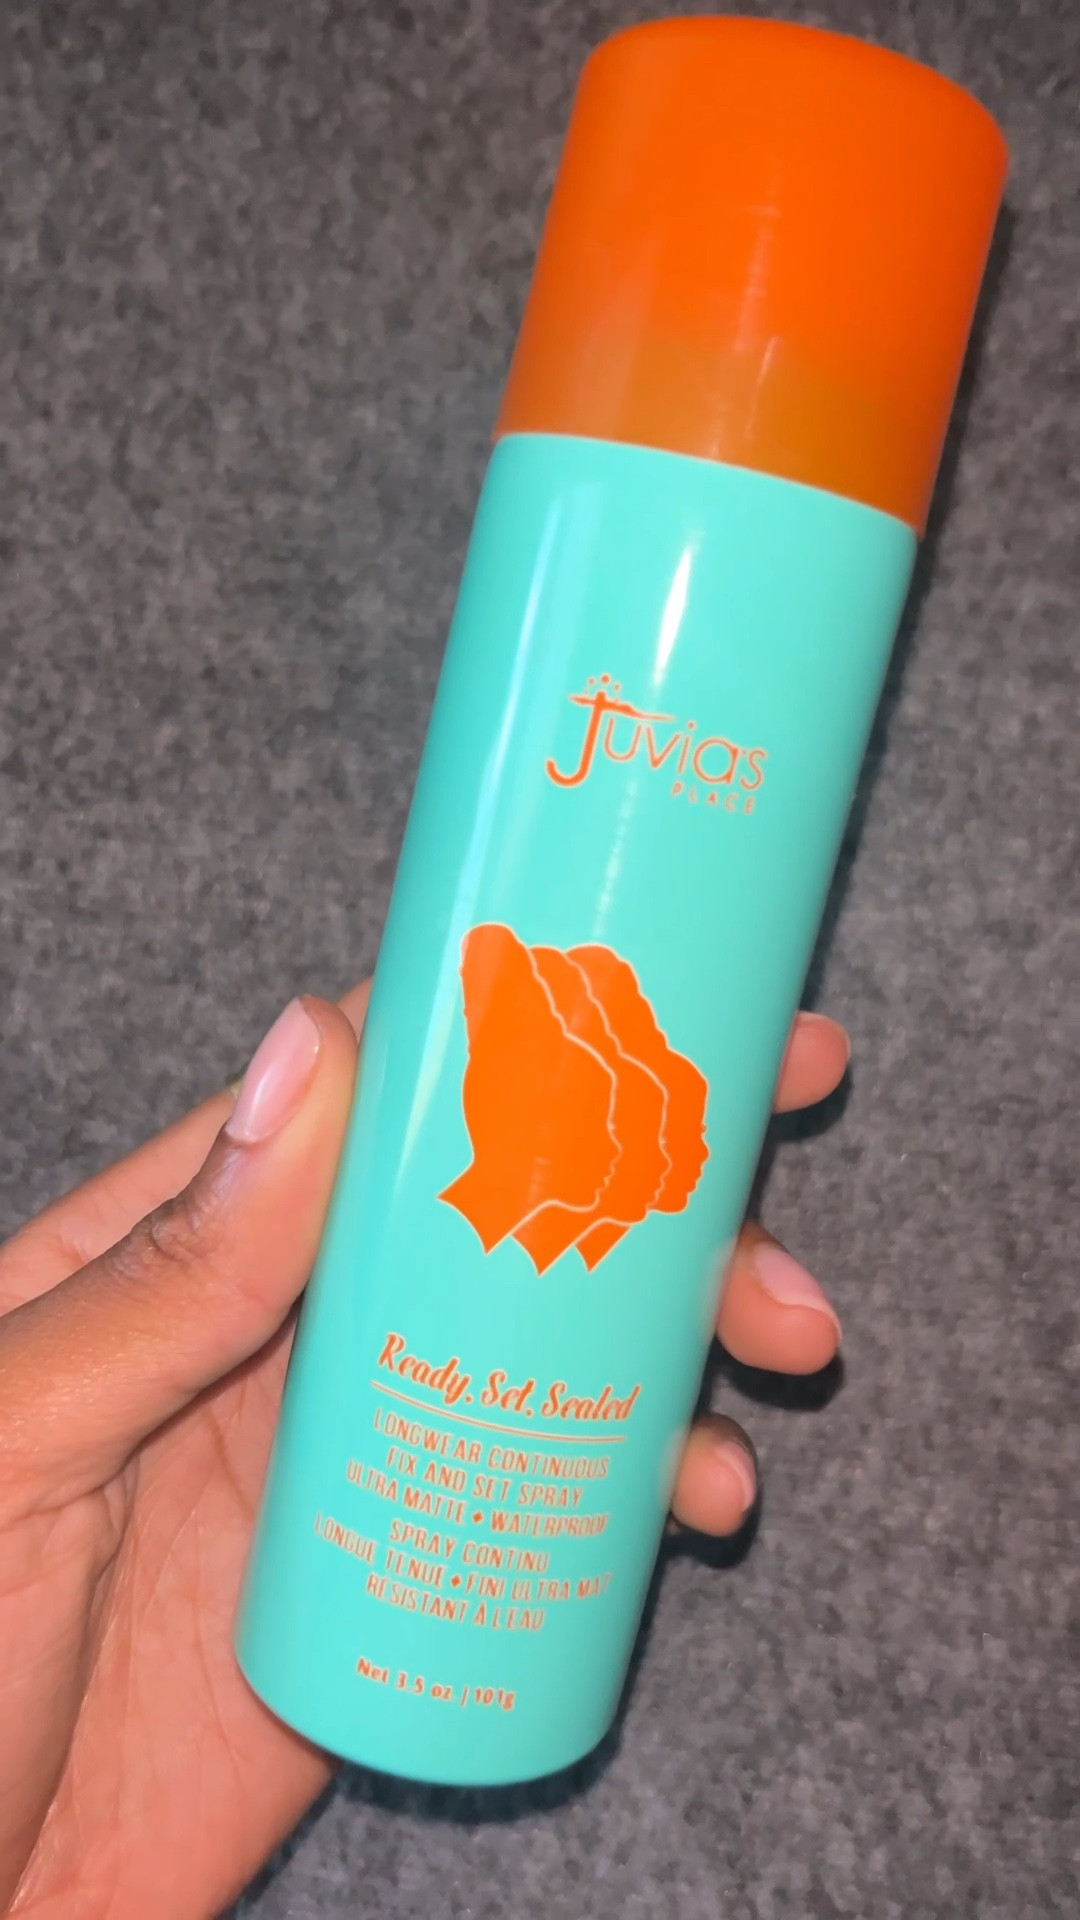 Juvia's
PLACE
Ready, Set, Sealed
LONGWEAR CONTINUOUS
FIX AND SET SPRAY
ULTRA MATTE ♦ WATERPROOF
SPRAY CONTINU
LONGUE TENUE ♦ FINI ULTRA MAT
RÉSISTANT À L'EAU
Net 3.5 oz. | 101g